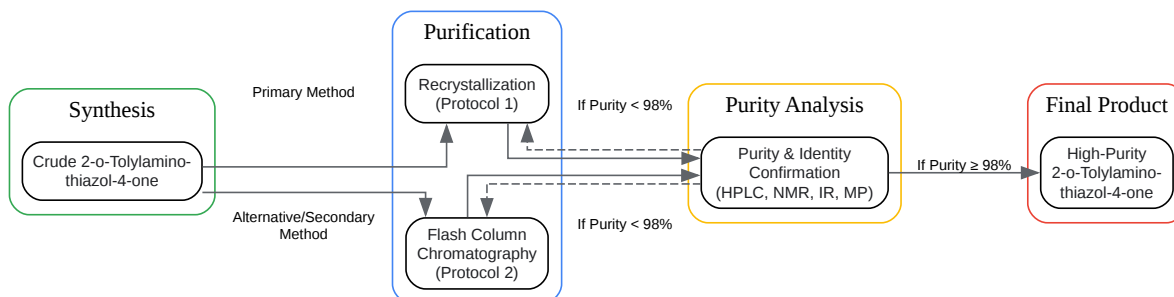 Synthesis
Crude 2-o-Tolylamino-
thiazol-4-one
Primary Method
Alternative/Secondary
Method
Purification
Recrystallization
(Protocol 1)
Flash Column
Chromatography
(Protocol 2)
If Purity < 98%
If Purity < 98%
Purity Analysis
Purity & Identity
Confirmation
(HPLC, NMR, IR, MP)
If Purity ≥ 98%
Final Product
High-Purity
2-o-Tolylamino-
thiazol-4-one